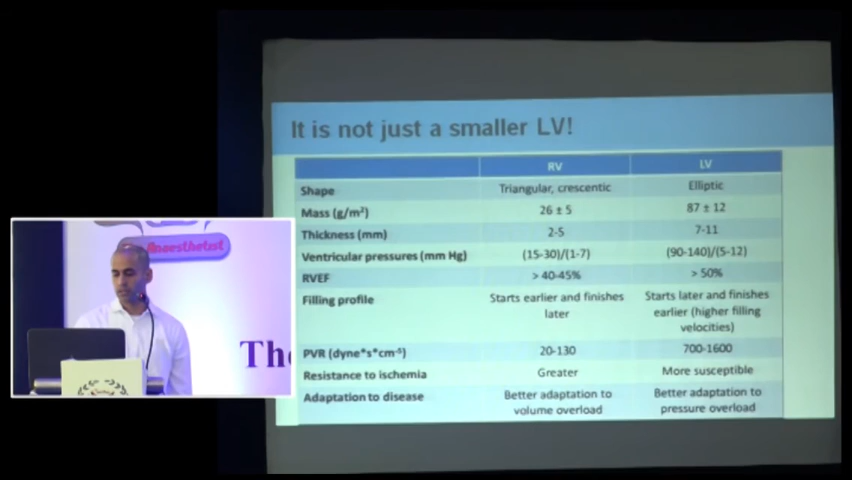 It is not just a smaller LV!
RV LV
Shape Triangular, crescentic Elliptic
Mass (g/m²) 26 ± 5 87 ± 12
Thickness (mm) 2-5 7-11
Ventricular pressures (mm Hg) (15-30)/(1-7) (90-140)/(5-12)
RVEF > 40-45% > 50%
Filling profile Starts earlier and finishes Starts later and finishes
later earlier (higher filling
velocities)
PVR (dyne*s*cm⁻⁵) 20-130 700-1600
Resistance to ischemia Greater More susceptible
Adaptation to disease Better adaptation to Better adaptation to
volume overload pressure overload
Anaesthetist
The